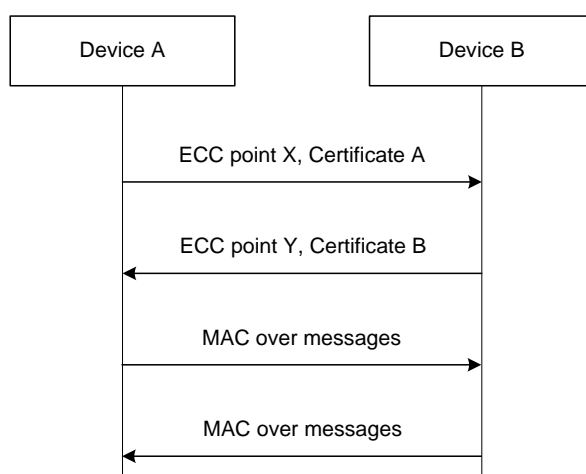 Device A
Device B
ECC point X, Certificate A
ECC point Y, Certificate B
MAC over messages
MAC over messages